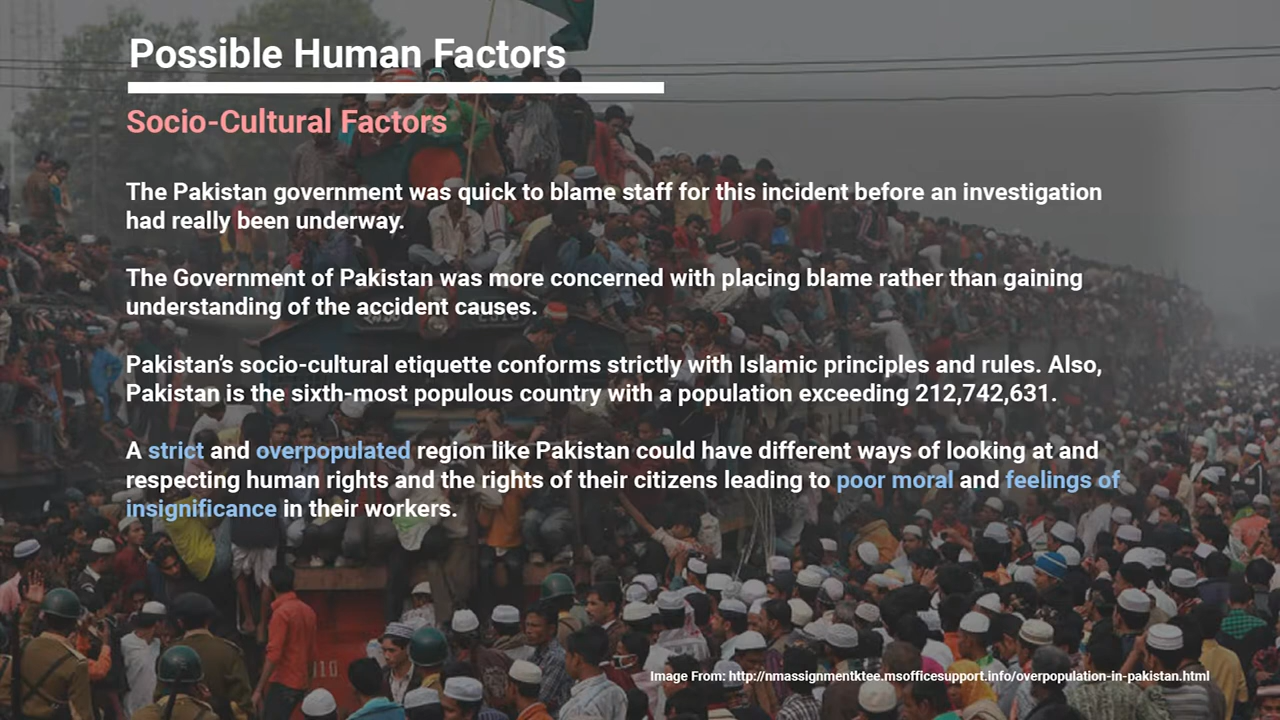 Possible Human Factors
Socio-Cultural Factors
The Pakistan government was quick to blame staff for this incident before an investigation
had really been underway.
The Government of Pakistan was more concerned with placing blame rather than gaining
understanding of the accident causes.
Pakistan’s socio-cultural etiquette conforms strictly with Islamic principles and rules. Also,
Pakistan is the sixth-most populous country with a population exceeding 212,742,631.
A strict and overpopulated region like Pakistan could have different ways of looking at and
respecting human rights and the rights of their citizens leading to poor moral and feelings of
insignificance in their workers.
Image From: http://nmassignmentktee.msofficesupport.info/overpopulation-in-pakistan.html